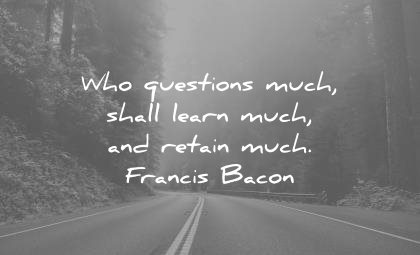 Who questions much,
shall learn much,
and retain much.
Francis Bacon